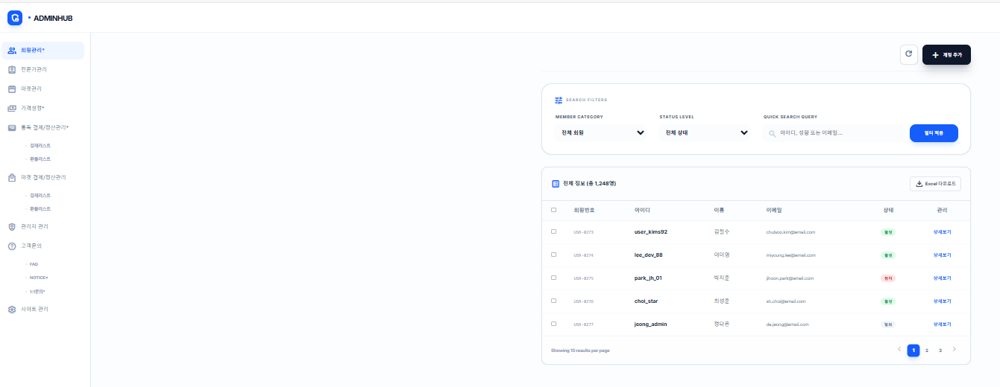 ADMINHUB
회원관리*
전문가관리
마켓관리
가격설정*
통독 결제/정산관리*
결제리스트
환불리스트
마켓 결제/정산관리
결제리스트
환불리스트
관리자 관리
고객문의
FAQ
NOTICE*
1:1문의*
사이트 관리
계정 추가
SEARCH FILTERS
MEMBER CATEGORY STATUS LEVEL QUICK SEARCH QUERY
전체 회원 전체 상태 아이디, 성함 또는 이메일... 필터 적용
전체 정보 (총 1,248명) Excel 다운로드
회원번호 아이디 이름 이메일 상태 관리
USR-8273 user_kims92 김철수 chulsoo.kim@email.com 활성 상세보기
USR-8274 lee_dev_88 이미영 miyoung.lee@email.com 활성 상세보기
USR-8275 park_jh_01 박지훈 jihoon.park@email.com 정지 상세보기
USR-8276 choi_star 최성훈 sh.choi@email.com 활성 상세보기
USR-8277 jeong_admin 정다은 de.jeong@email.com 탈퇴 상세보기
Showing 10 results per page 1 2 3